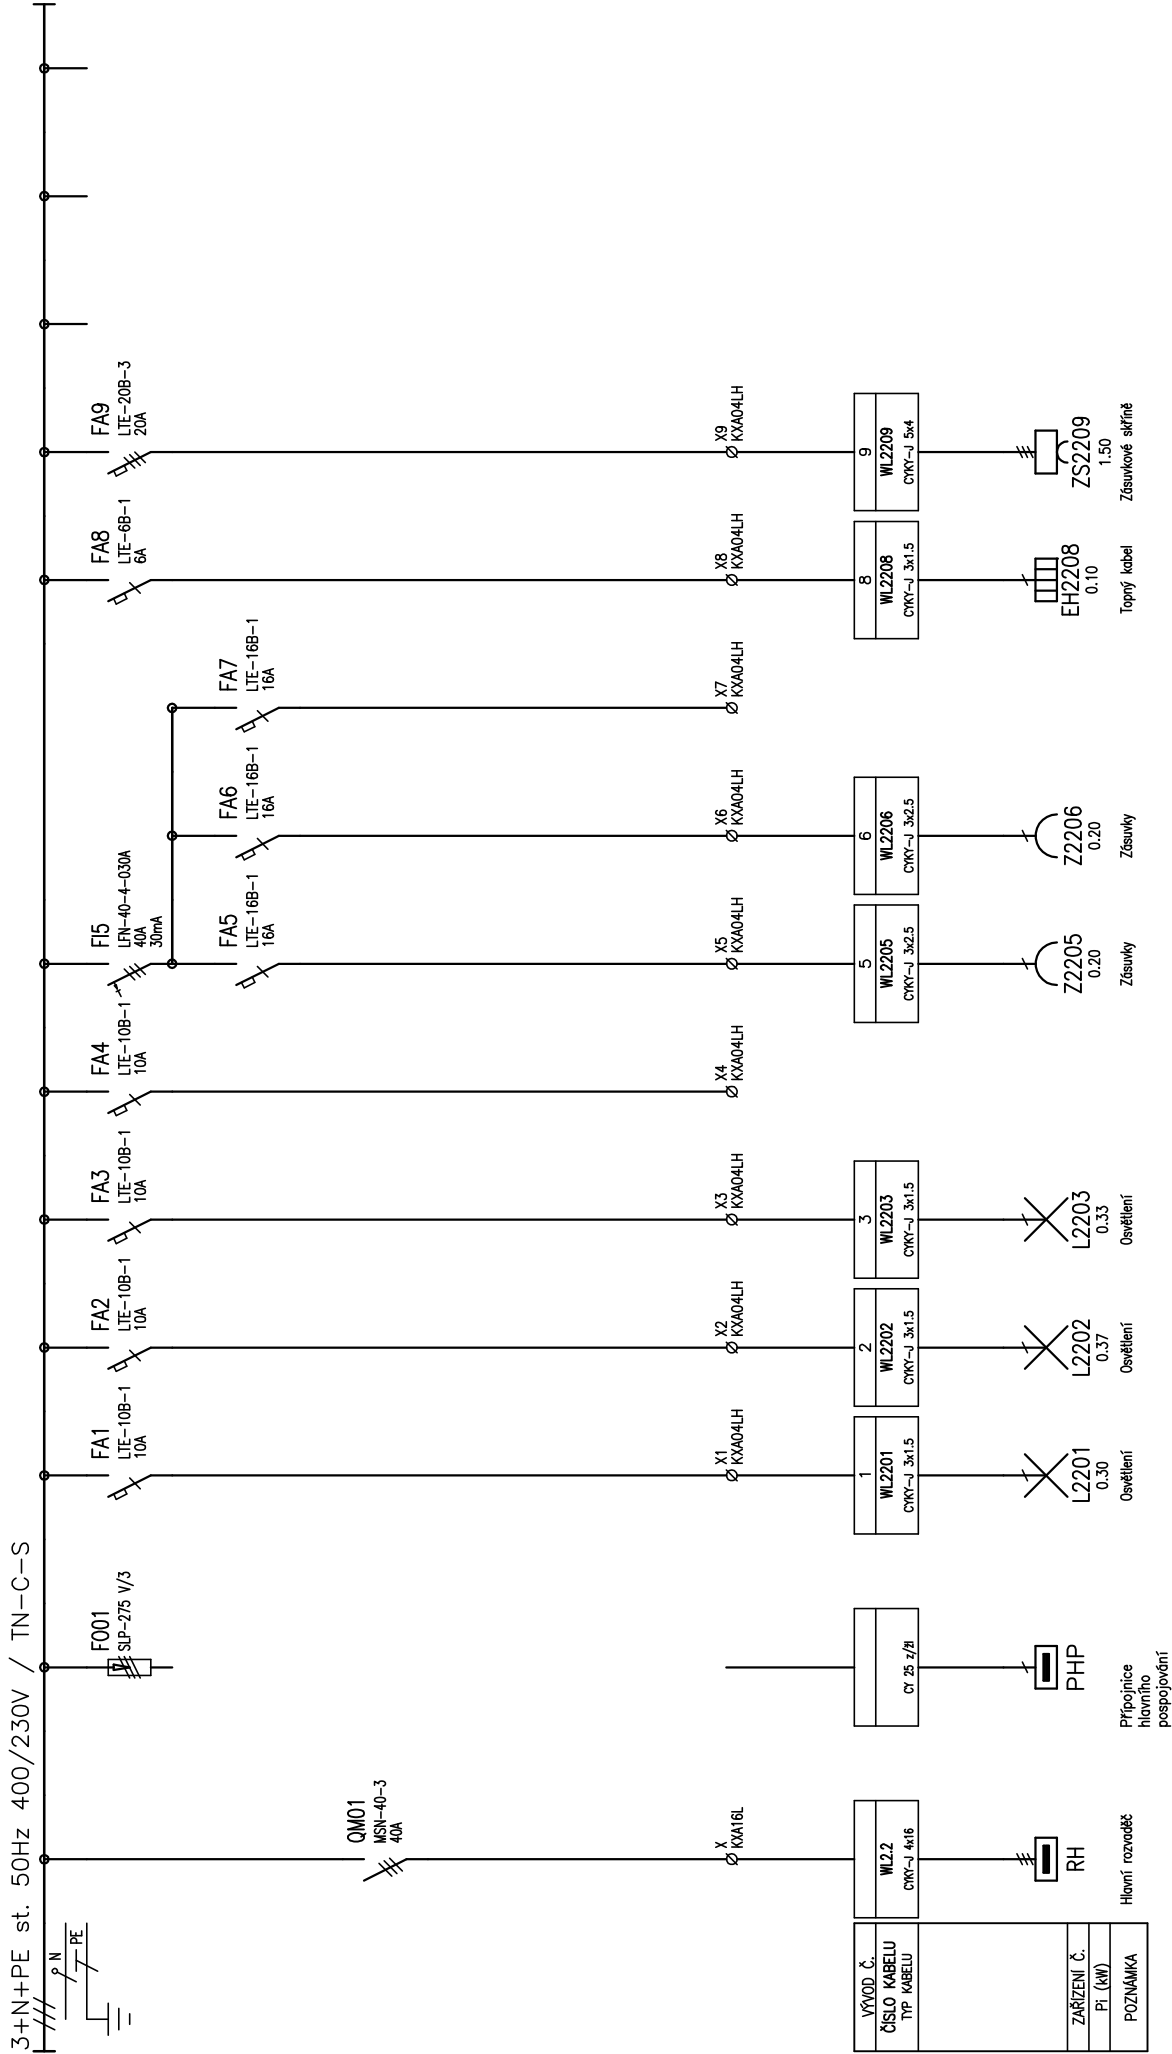 3+N+PE st. 50Hz 400/230V / TN-C-S
N
PE
QM01
MSN-40-3
40A
X
KXA16L
WL2.2
CYKY-J 4x16
RH
Hlavní rozvaděč
F001
SLP-275 V/3
CY 25 z/žl
PHP
Přípojnice
hlavního
pospojování
FA1
LTE-10B-1
10A
X1
KXA04LH
1
WL2201
CYKY-J 3x1.5
L2201
0.30
Osvětlení
FA2
LTE-10B-1
10A
X2
KXA04LH
2
WL2202
CYKY-J 3x1.5
L2202
0.37
Osvětlení
FA3
LTE-10B-1
10A
X3
KXA04LH
3
WL2203
CYKY-J 3x1.5
L2203
0.33
Osvětlení
FA4
LTE-10B-1
10A
X4
KXA04LH
FI5
LFN-40-4-030A
40A
30mA
FA5
LTE-16B-1
16A
X5
KXA04LH
5
WL2205
CYKY-J 3x2.5
Z2205
0.20
Zásuvky
FA6
LTE-16B-1
16A
X6
KXA04LH
6
WL2206
CYKY-J 3x2.5
Z2206
0.20
Zásuvky
FA7
LTE-16B-1
16A
X7
KXA04LH
FA8
LTE-6B-1
6A
X8
KXA04LH
8
WL2208
CYKY-J 3x1.5
EH2208
0.10
Topný kabel
FA9
LTE-20B-3
20A
X9
KXA04LH
9
WL2209
CYKY-J 5x4
ZS2209
1.50
Zásuvkové skříně
VÝVOD Č.
ČÍSLO KABELU
TYP KABELU
ZAŘÍZENÍ Č.
Pi (kW)
POZNÁMKA